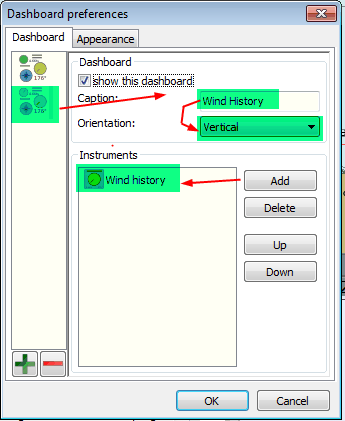 Dashboard preferences
Dashboard
Appearance
Dashboard
show this dashboard
Caption:
Wind History
Orientation:
Vertical
Instruments
Wind history
Add
Delete
Up
Down
OK
Cancel
176°
176°